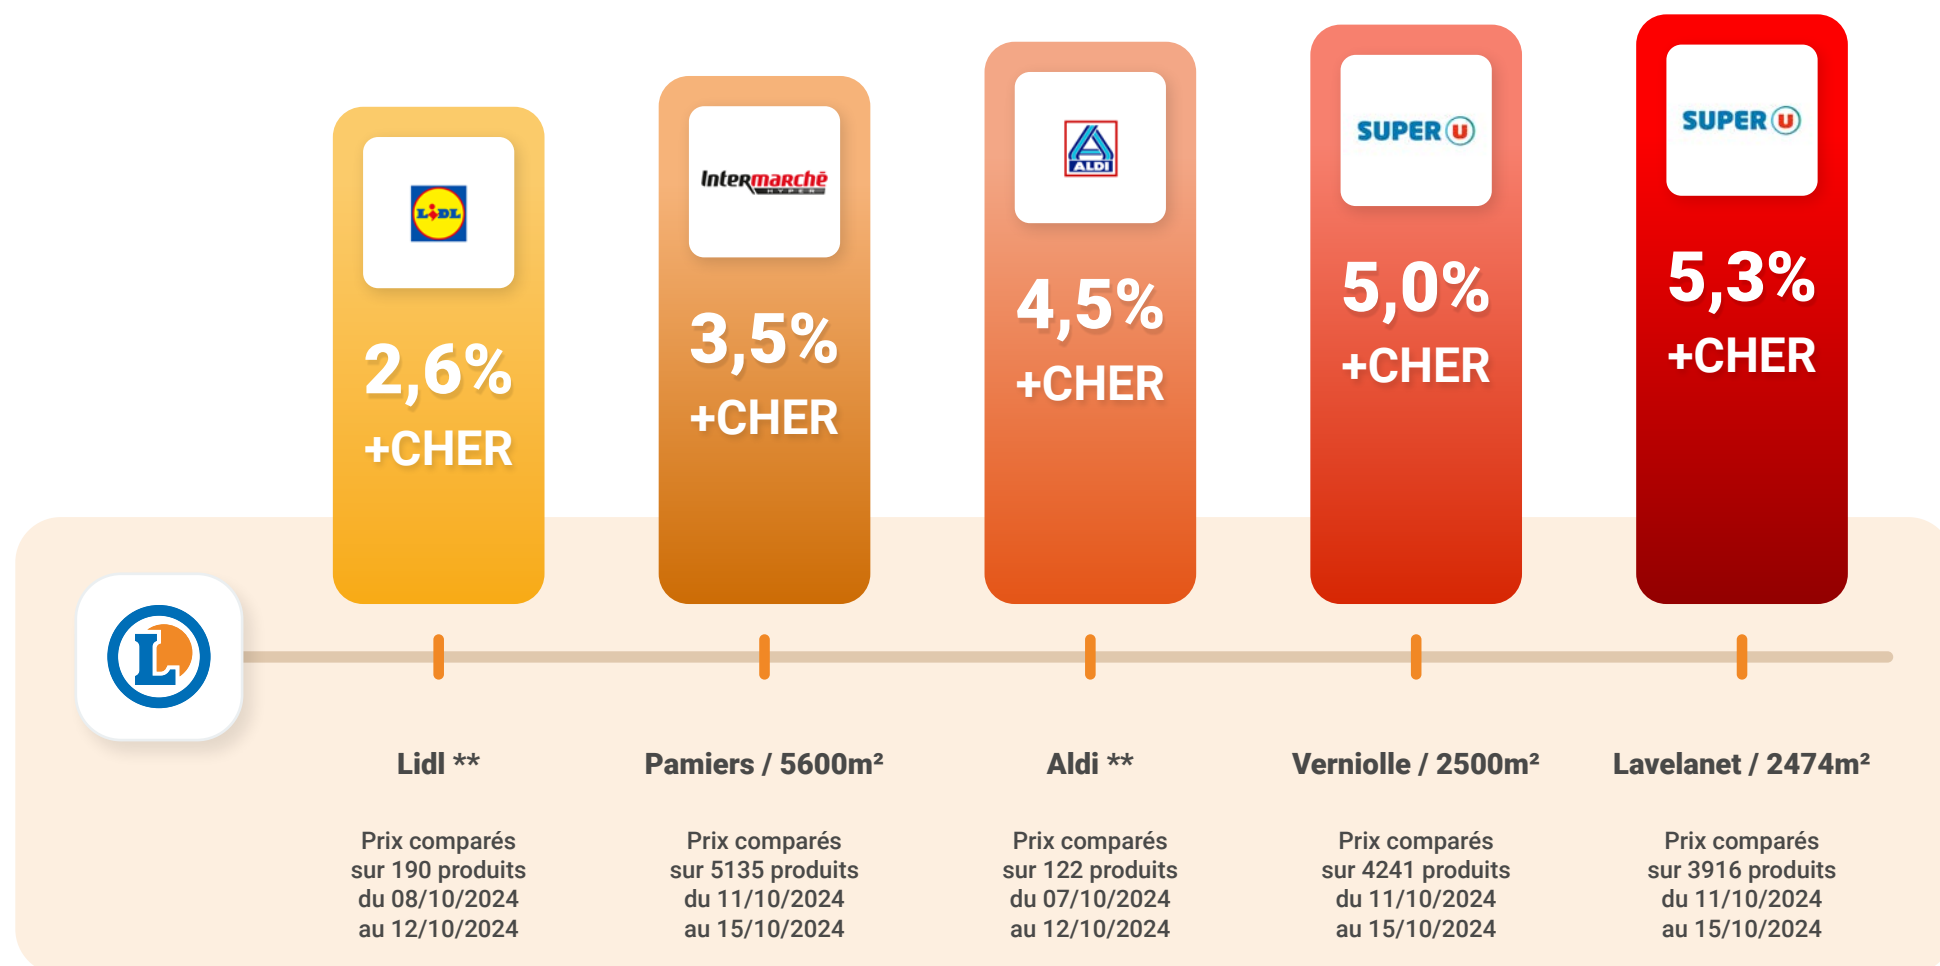 LIDL
2,6%
+CHER
InterMarchē
HYPER
3,5%
+CHER
ALDI
4,5%
+CHER
SUPER U
5,0%
+CHER
SUPER U
5,3%
+CHER
L
Lidl **
Prix comparés
sur 190 produits
du 08/10/2024
au 12/10/2024
Pamiers / 5600m²
Prix comparés
sur 5135 produits
du 11/10/2024
au 15/10/2024
Aldi **
Prix comparés
sur 122 produits
du 07/10/2024
au 12/10/2024
Verniolle / 2500m²
Prix comparés
sur 4241 produits
du 11/10/2024
au 15/10/2024
Lavelanet / 2474m²
Prix comparés
sur 3916 produits
du 11/10/2024
au 15/10/2024